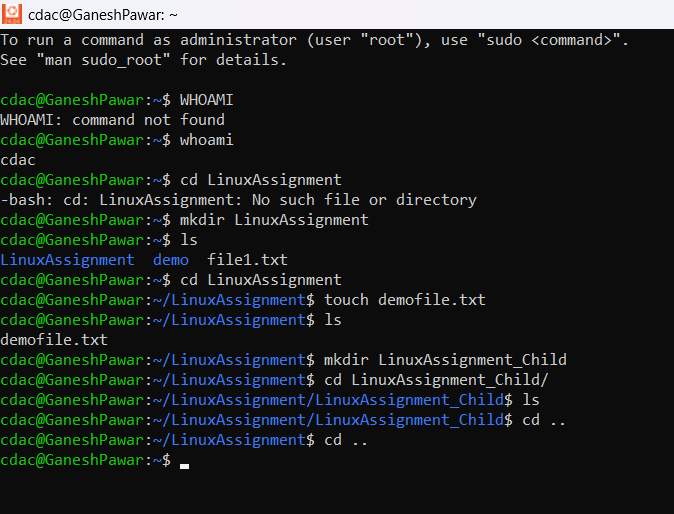 cdac@GaneshPawar: ~
To run a command as administrator (user "root"), use "sudo <command>".
See "man sudo_root" for details.
cdac@GaneshPawar:~$ WHOAMI
WHOAMI: command not found
cdac@GaneshPawar:~$ whoami
cdac
cdac@GaneshPawar:~$ cd LinuxAssignment
-bash: cd: LinuxAssignment: No such file or directory
cdac@GaneshPawar:~$ mkdir LinuxAssignment
cdac@GaneshPawar:~$ ls
LinuxAssignment  demo  file1.txt
cdac@GaneshPawar:~$ cd LinuxAssignment
cdac@GaneshPawar:~/LinuxAssignment$ touch demofile.txt
cdac@GaneshPawar:~/LinuxAssignment$ ls
demofile.txt
cdac@GaneshPawar:~/LinuxAssignment$ mkdir LinuxAssignment_Child
cdac@GaneshPawar:~/LinuxAssignment$ cd LinuxAssignment_Child/
cdac@GaneshPawar:~/LinuxAssignment/LinuxAssignment_Child$ ls
cdac@GaneshPawar:~/LinuxAssignment/LinuxAssignment_Child$ cd ..
cdac@GaneshPawar:~/LinuxAssignment$ cd ..
cdac@GaneshPawar:~$